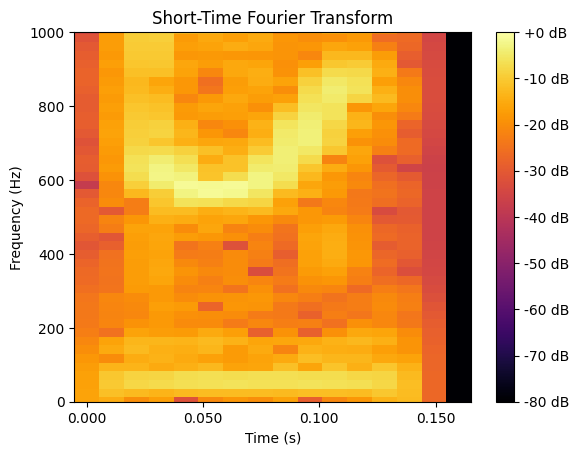 Short-Time Fourier Transform
1000
800
600
400
200
0
Frequency (Hz)
0.000
0.050
0.100
0.150
Time (s)
+0 dB
-10 dB
-20 dB
-30 dB
-40 dB
-50 dB
-60 dB
-70 dB
-80 dB